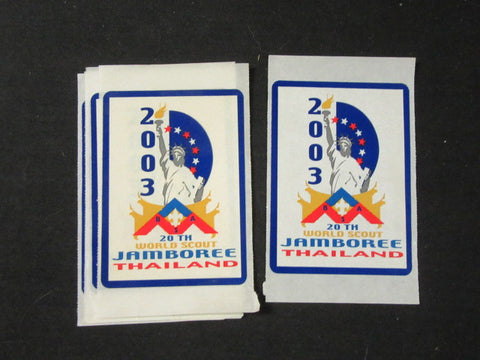 2003
B S A
20 TH
WORLD SCOUT
JAMBOREE
THAILAND
2003
B S A
20 TH
WORLD SCOUT
JAMBOREE
THAILAND